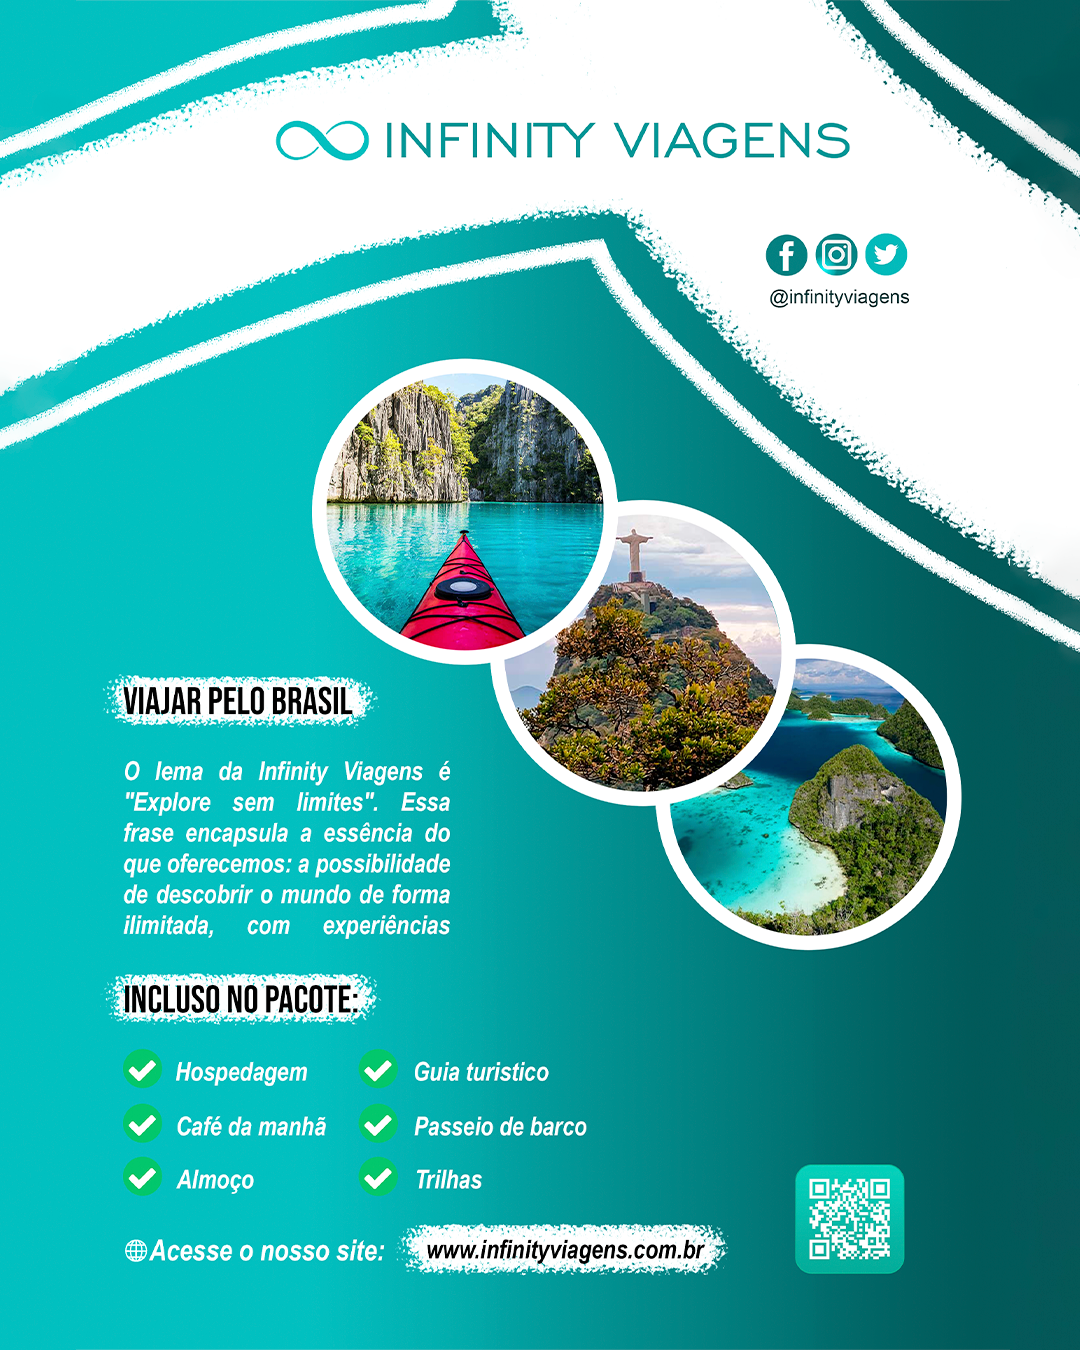 INFINITY VIAGENS
@infinityviagens
VIAJAR PELO BRASIL
O lema da Infinity Viagens é
"Explore sem limites". Essa
frase encapsula a essência do
que oferecemos: a possibilidade
de descobrir o mundo de forma
ilimitada, com experiências
INCLUSO NO PACOTE:
Hospedagem
Guia turistico
Café da manhã
Passeio de barco
Almoço
Trilhas
Acesse o nosso site:
www.infinityviagens.com.br